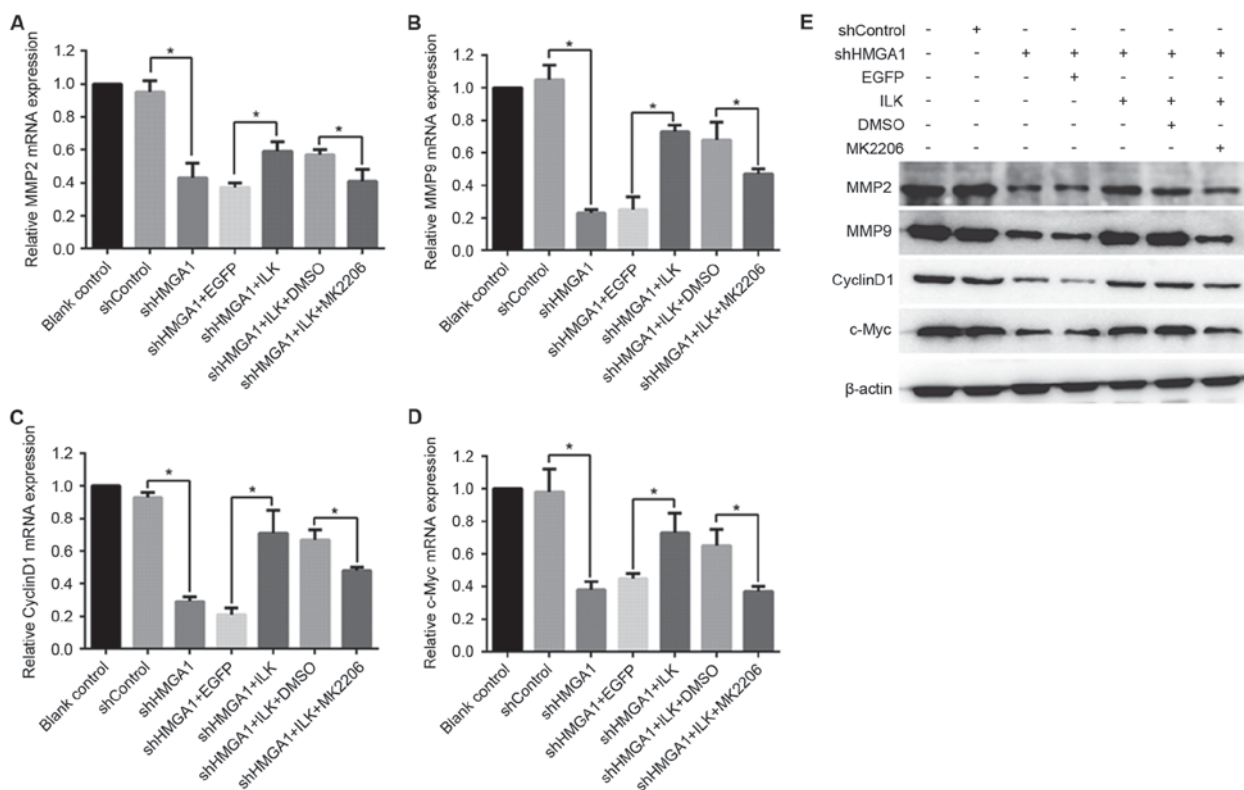 A
Relative MMP2 mRNA expression
1.2
1.0
0.8
0.6
0.4
0.2
0.0
*
*
*
Blank control
shControl
shHMGA1
shHMGA1+EGFP
shHMGA1+ILK
shHMGA1+ILK+DMSO
shHMGA1+ILK+MK2206
B
Relative MMP9 mRNA expression
1.2
1.0
0.8
0.6
0.4
0.2
0.0
*
*
*
Blank control
shControl
shHMGA1
shHMGA1+EGFP
shHMGA1+ILK
shHMGA1+ILK+DMSO
shHMGA1+ILK+MK2206
C
Relative CyclinD1 mRNA expression
1.2
1.0
0.8
0.6
0.4
0.2
0.0
*
*
*
Blank control
shControl
shHMGA1
shHMGA1+EGFP
shHMGA1+ILK
shHMGA1+ILK+DMSO
shHMGA1+ILK+MK2206
D
Relative c-Myc mRNA expression
1.2
1.0
0.8
0.6
0.4
0.2
0.0
*
*
*
Blank control
shControl
shHMGA1
shHMGA1+EGFP
shHMGA1+ILK
shHMGA1+ILK+DMSO
shHMGA1+ILK+MK2206
E
shControl - + - - - - -
shHMGA1 - - + + + + +
EGFP - - - + - - -
ILK - - - - + + +
DMSO - - - - - + -
MK2206 - - - - - - +
MMP2
MMP9
CyclinD1
c-Myc
β-actin